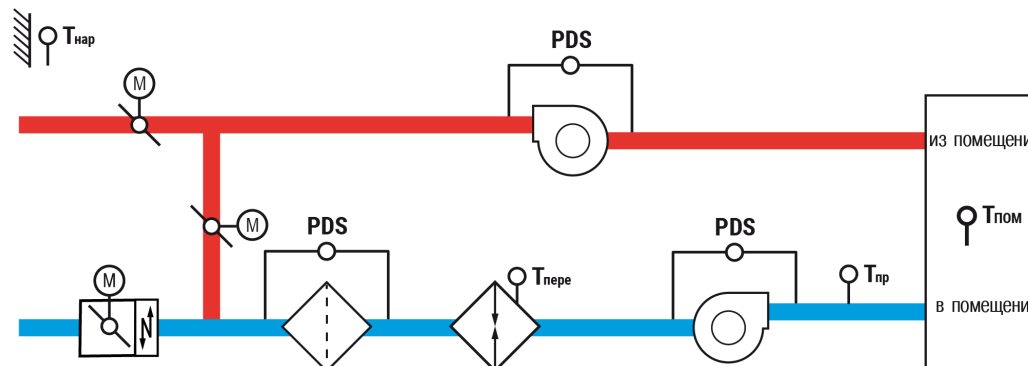 Tнар
PDS
M
из помещени
M
PDS
PDS
Tпом
M
Tпере
Tпр
в помещени